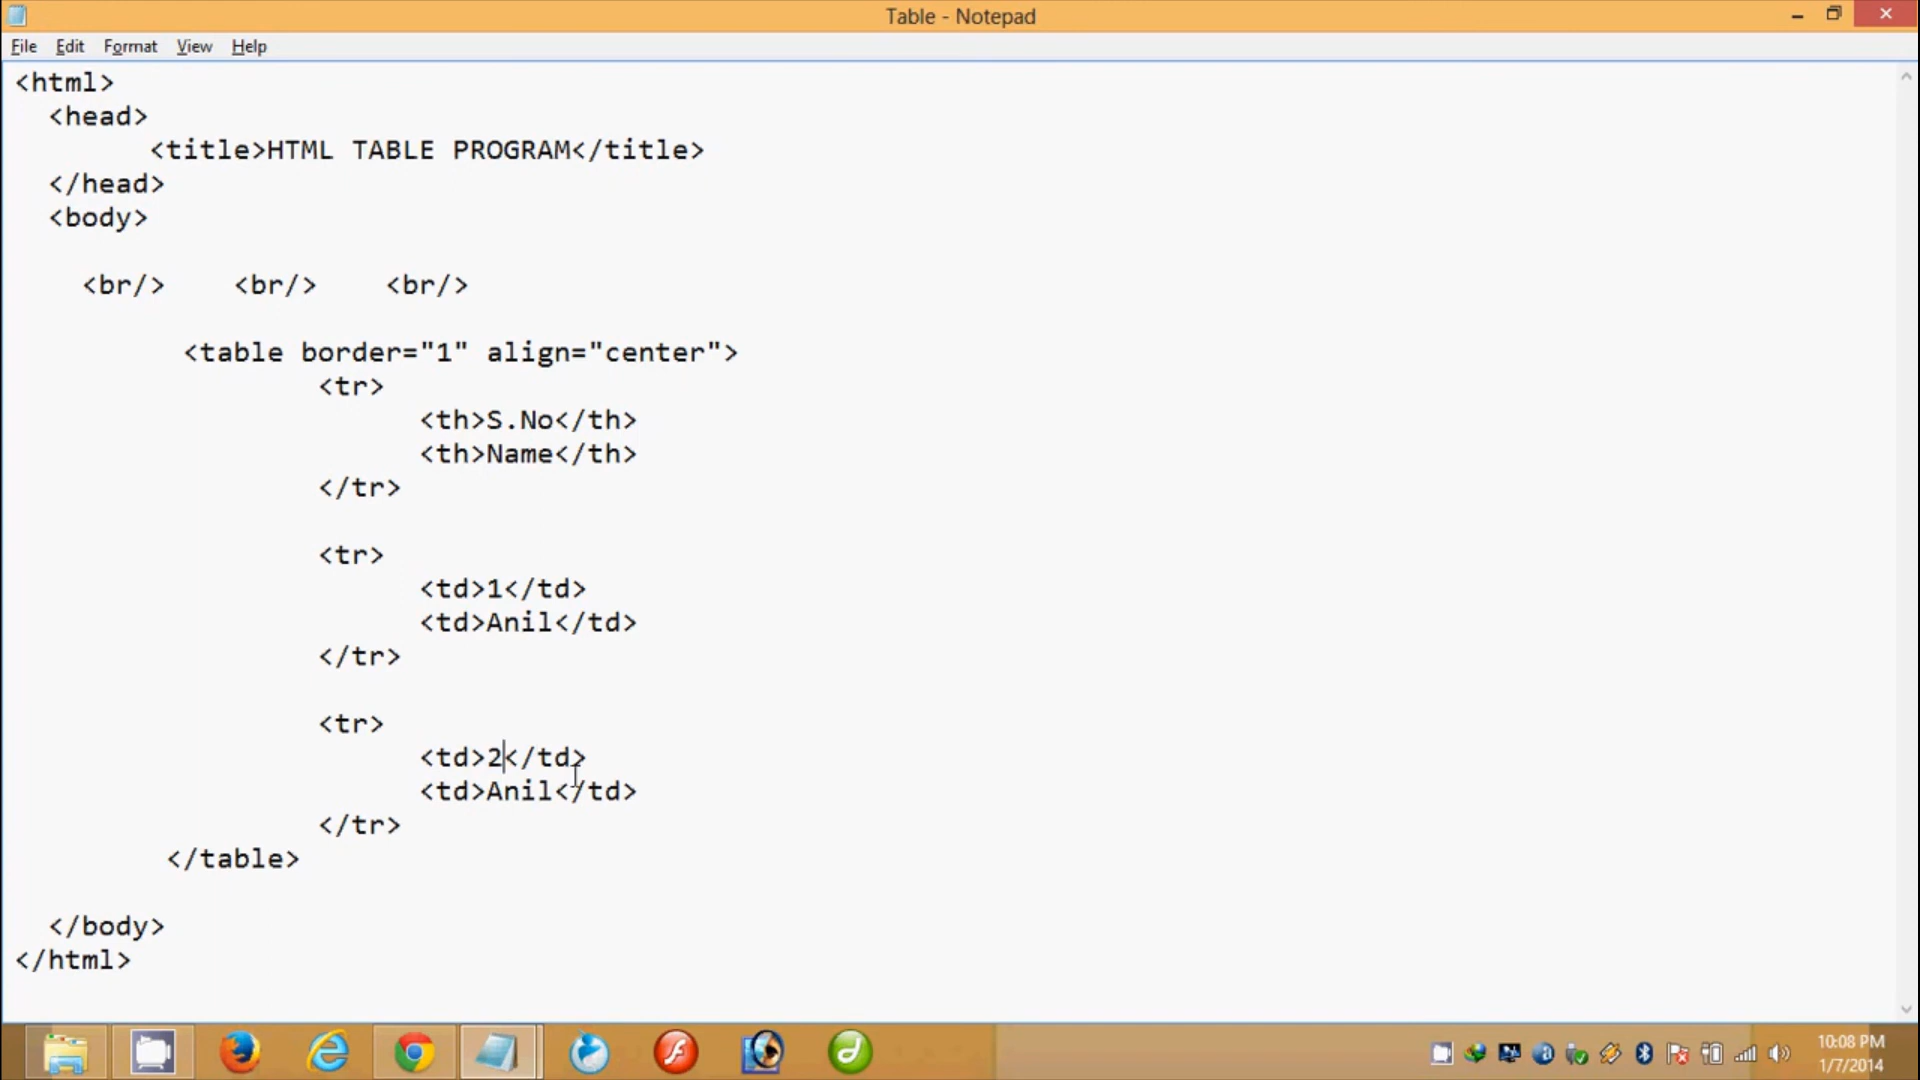 Table - Notepad
File Edit Format View Help
<html>
<head>
<title>HTML TABLE PROGRAM</title>
</head>
<body>
<br/> <br/> <br/>
<table border="1" align="center">
<tr>
<th>S.No</th>
<th>Name</th>
</tr>
<tr>
<td>1</td>
<td>Anil</td>
</tr>
<tr>
<td>2</td>
<td>Anil</td>
</tr>
</table>
</body>
</html>
10:08 PM
1/7/2014